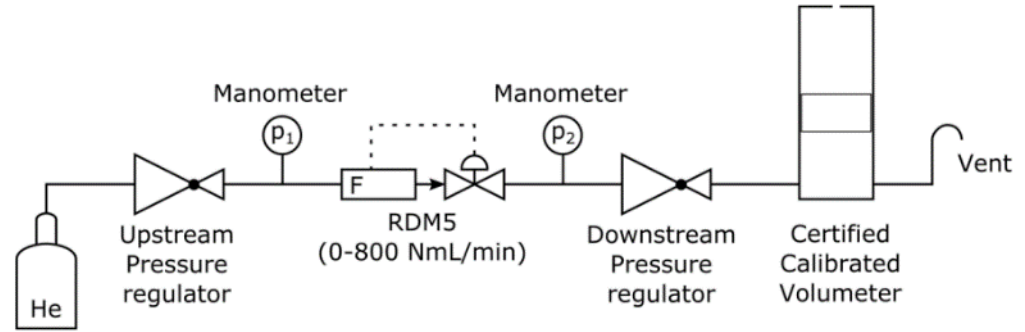 Manometer
Manometer
p1
p2
F
Vent
RDM5
(0-800 NmL/min)
Upstream
Pressure
regulator
Downstream
Pressure
regulator
Certified
Calibrated
Volumeter
He